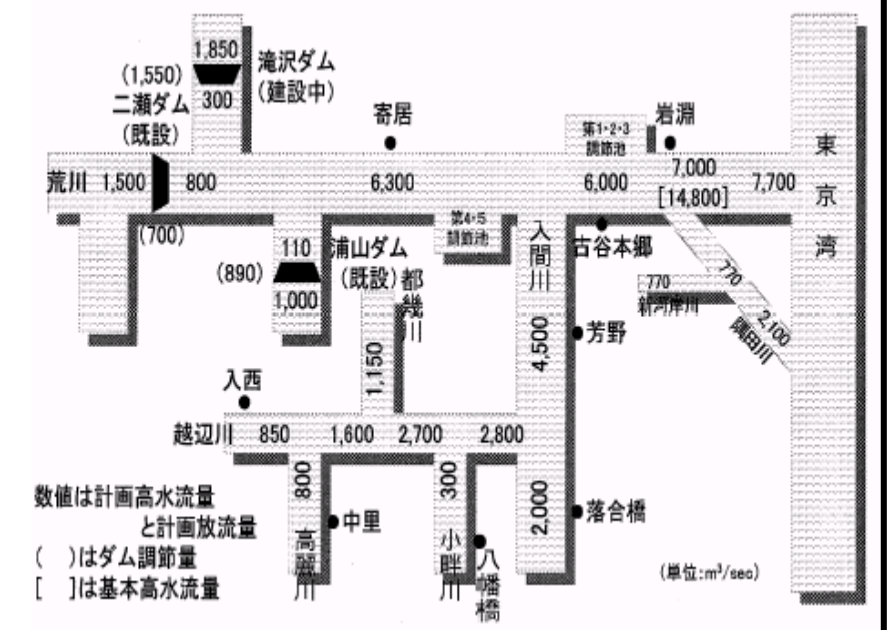 1,850
滝沢ダム
(建設中)
(1,550)
300
二瀬ダム
(既設)
寄居
第1・2・3
調節池
岩淵
東京湾
荒川
1,500
800
6,300
6,000
7,000
[14,800]
7,700
(700)
110
(890)
1,000
浦山ダム
(既設)
第4・5
調節池
入間川
古谷本郷
都幾川
770
新河岸川
770
2,100
隅田川
4,500
芳野
1,150
入西
越辺川
850
1,600
2,700
2,800
800
高麗川
中里
300
小畔川
八幡橋
2,000
落合橋
数値は計画高水流量
と計画放流量
( )はダム調節量
[ ]は基本高水流量
(単位:m³/sec)